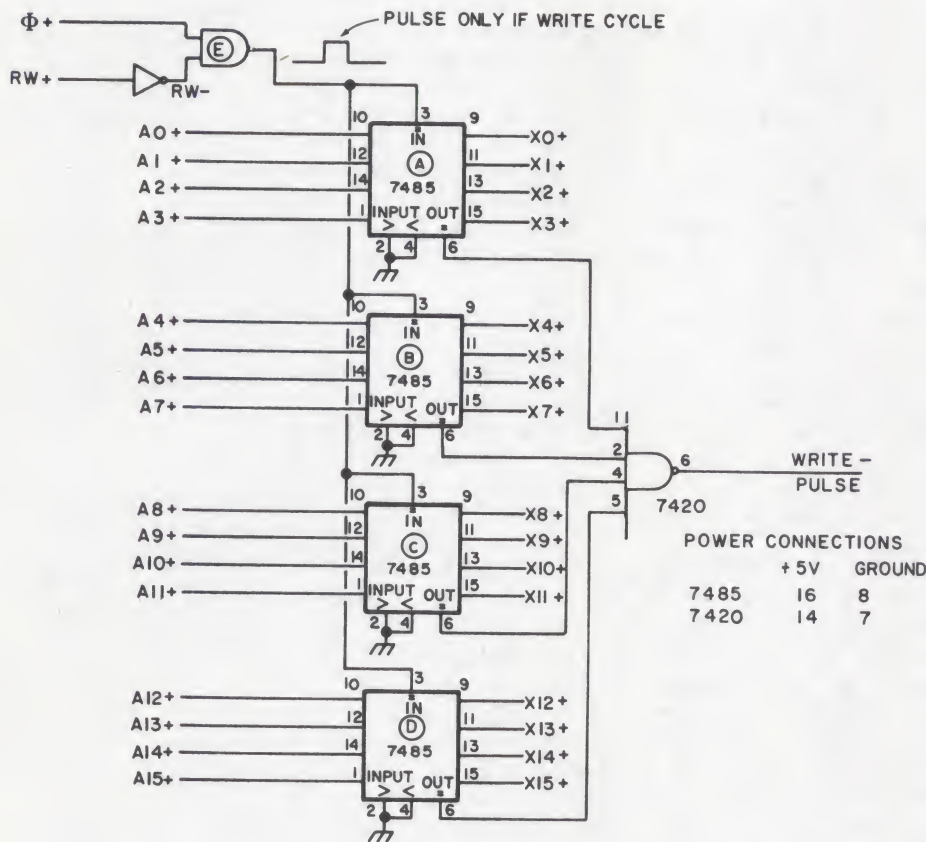 PULSE ONLY IF WRITE CYCLE
Φ+
E
RW+
RW-
10 3 9
A0+ IN X0+
12 A 11
A1+ X1+
14 7485 13
A2+ X2+
1 INPUT OUT 15
A3+ > < = X3+
2 4 6
10 3 9
A4+ = X4+
IN
12 B 11
A5+ X5+
14 7485 13
A6+ X6+
1 INPUT OUT 15
A7+ > < = X7+
2 4 6
11
2 6 WRITE -
4 PULSE
5 7420
10 3 9
A8+ = X8+
IN
12 C 11
A9+ X9+
14 7485 13
A10+ X10+
1 INPUT OUT 15
A11+ > < = X11+
2 4 6
POWER CONNECTIONS
+5V GROUND
7485 16 8
7420 14 7
10 3 9
A12+ = X12+
IN
12 D 11
A13+ X13+
14 7485 13
A14+ X14+
1 INPUT OUT 15
A15+ > < = X15+
2 4 6